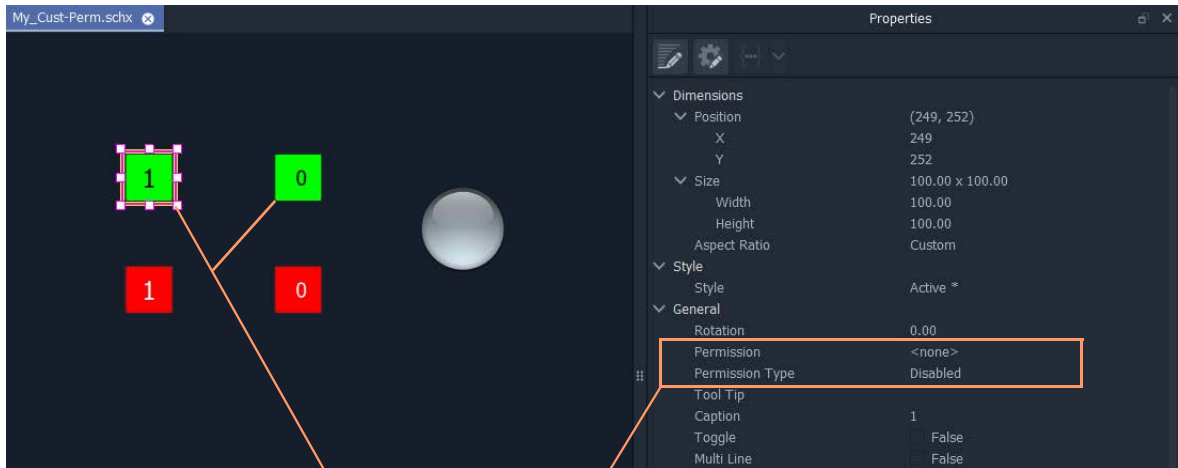 My_Cust-Perm.schx
1 0
1 0
Properties
Dimensions
Position (249, 252)
X 249
Y 252
Size 100.00 x 100.00
Width 100.00
Height 100.00
Aspect Ratio Custom
Style
Style Active *
General
Rotation 0.00
Permission <none>
Permission Type Disabled
Tool Tip
Caption 1
Toggle False
Multi Line False